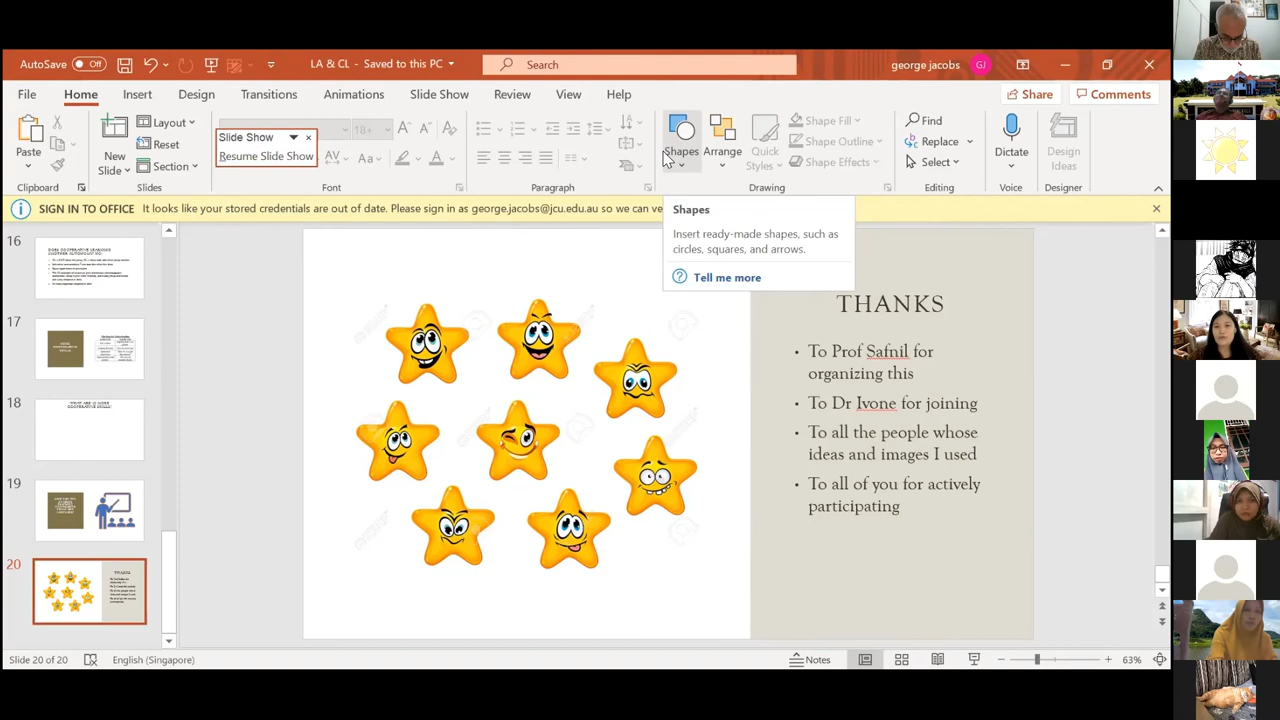 AutoSave Off
LA & CL - Saved to this PC
Search
george jacobs GJ
File Home Insert Design Transitions Animations Slide Show Review View Help
Share Comments
Paste
Clipboard
New
Slide
Layout
Reset
Section
Slides
Slide Show
Resume Slide Show
Font
Paragraph
Shapes
Arrange
Quick
Styles
Shape Fill
Shape Outline
Shape Effects
Drawing
Find
Replace
Select
Editing
Dictate
Voice
Design
Ideas
Designer
SIGN IN TO OFFICE It looks like your stored credentials are out of date. Please sign in as george.jacobs@jcu.edu.au so we can ve
Shapes
Insert ready-made shapes, such as
circles, squares, and arrows.
Tell me more
16
17
18
WHAT ARE 12 MORE
COOPERATIVE SKILLS?
19
20
THANKS
THANKS
• To Prof Safnil for
organizing this
• To Dr Ivone for joining
• To all the people whose
ideas and images I used
• To all of you for actively
participating
Slide 20 of 20
English (Singapore)
Notes
63%